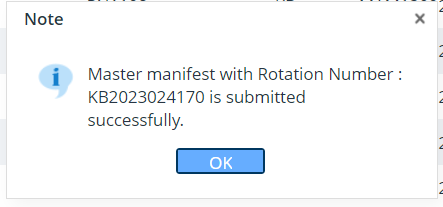 Note
Master manifest with Rotation Number :
KB2023024170 is submitted
successfully.
OK